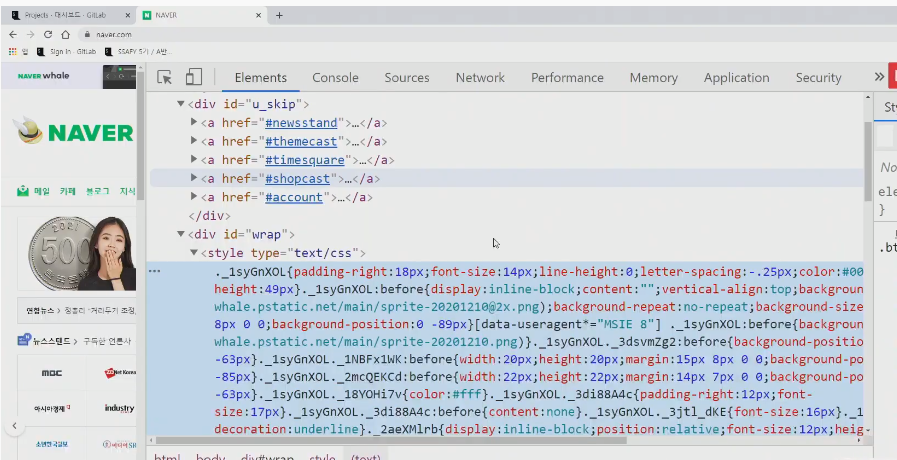 Projects · 대시보드 · GitLab
NAVER
naver.com
앱 Sign in · GitLab SSAFY 5기 / A반...
NAVER whale
NAVER
메일 카페 블로그 지식
2021
500
연합뉴스 >
뉴스스탠드 > 구독한 언론사
MBC
아시아경제 industry
Elements Console Sources Network Performance Memory Application Security »
▼<div id="u_skip">
▶<a href="#newsstand">…</a>
▶<a href="#themecast">…</a>
▶<a href="#timesquare">…</a>
▶<a href="#shopcast">…</a>
▶<a href="#account">…</a>
</div>
▼<div id="wrap">
▼<style type="text/css">
._1syGnXOL{padding-right:18px;font-size:14px;line-height:0;letter-spacing:-.25px;color:#00
height:49px}._1syGnXOL:before{display:inline-block;content:"";vertical-align:top;backgroun
whale.pstatic.net/main/sprite-20201210@2x.png);background-repeat:no-repeat;background-size
8px 0 0;background-position:0 -89px}[data-useragent*="MSIE 8"] ._1syGnXOL:before{backgroun
whale.pstatic.net/main/sprite-20201210.png)}._1syGnXOL._3dsvmZg2:before{background-positio
-63px}._1syGnXOL._1NBFx1WK:before{width:20px;height:20px;margin:15px 8px 0 0;background-po
-85px}._1syGnXOL._2mcQEKCd:before{width:22px;height:22px;margin:14px 7px 0 0;background-po
-63px}._1syGnXOL._18YOHi7v{color:#fff}._1syGnXOL._3di88A4c{padding-right:12px;font-
size:17px}._1syGnXOL._3di88A4c:before{content:none}._1syGnXOL._3jtl_dKE{font-size:16px}._1
decoration:underline}._2aeXMlrb{display:inline-block;position:relative;font-size:12px;heig
html body div#wrap style (text)
Sty
No
ele
}
.bt